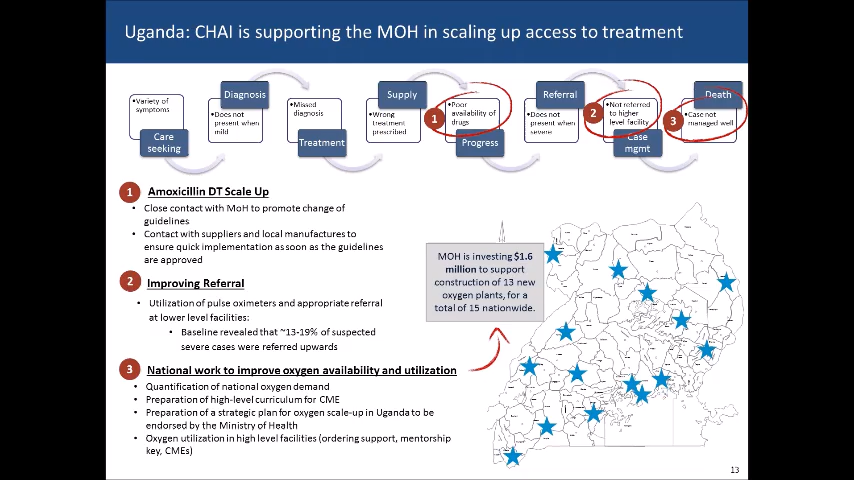 Uganda: CHAI is supporting the MOH in scaling up access to treatment
•Variety of
symptoms
Care
seeking
Diagnosis
•Does not
present when
mild
•Missed
diagnosis
Treatment
Supply
•Wrong
treatment
prescribed
1
•Poor
availability of
drugs
Progress
Referral
•Does not
present when
severe
2
•Not referred
to higher
level facility
Case
mgmt
Death
3
•Case not
managed well
1 Amoxicillin DT Scale Up
• Close contact with MoH to promote change of
guidelines
• Contact with suppliers and local manufactures to
ensure quick implementation as soon as the guidelines
are approved
2 Improving Referral
• Utilization of pulse oximeters and appropriate referral
at lower level facilities:
• Baseline revealed that ~13-19% of suspected
severe cases were referred upwards
3 National work to improve oxygen availability and utilization
• Quantification of national oxygen demand
• Preparation of high-level curriculum for CME
• Preparation of a strategic plan for oxygen scale-up in Uganda to be
endorsed by the Ministry of Health
• Oxygen utilization in high level facilities (ordering support, mentorship
key, CMEs)
MOH is investing $1.6
million to support
construction of 13 new
oxygen plants, for a
total of 15 nationwide.
13